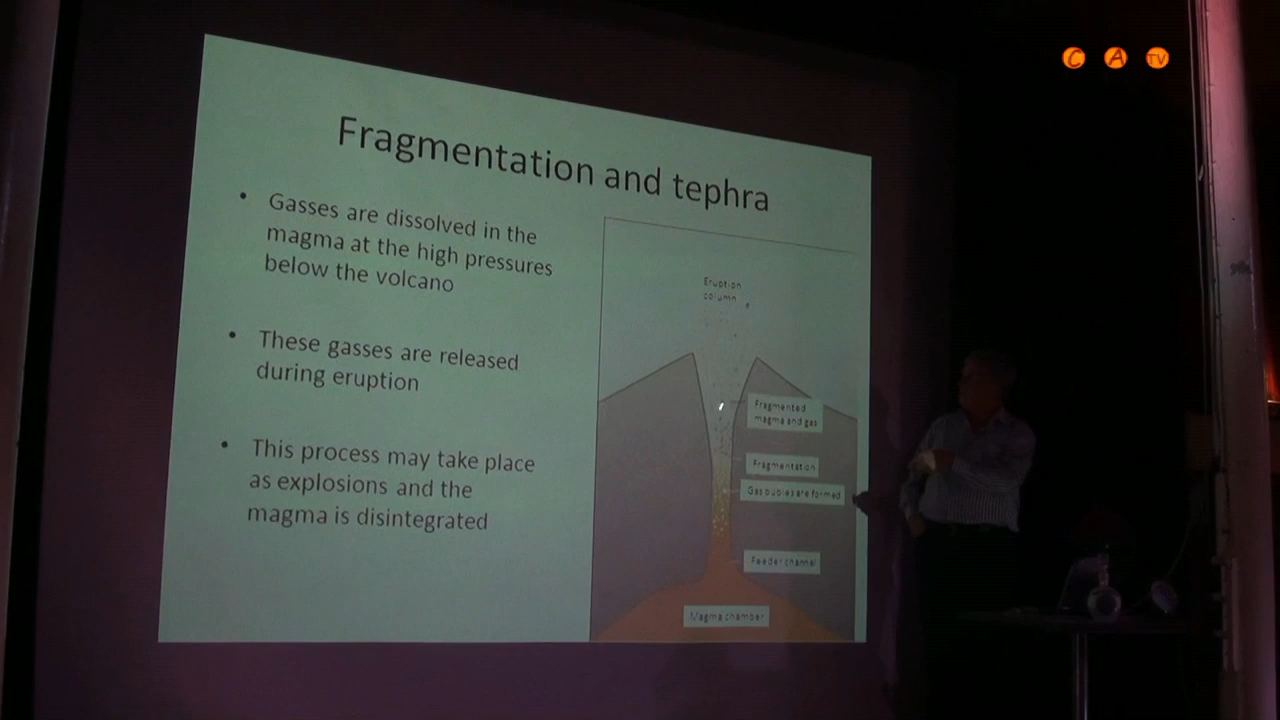 C A TV
Fragmentation and tephra
• Gasses are dissolved in the
magma at the high pressures
below the volcano
• These gasses are released
during eruption
• This process may take place
as explosions and the
magma is disintegrated
Eruption
column
Fragmented
magma and gas
Fragmentation
Gas bubles are formed
Feeder channel
Magma chamber